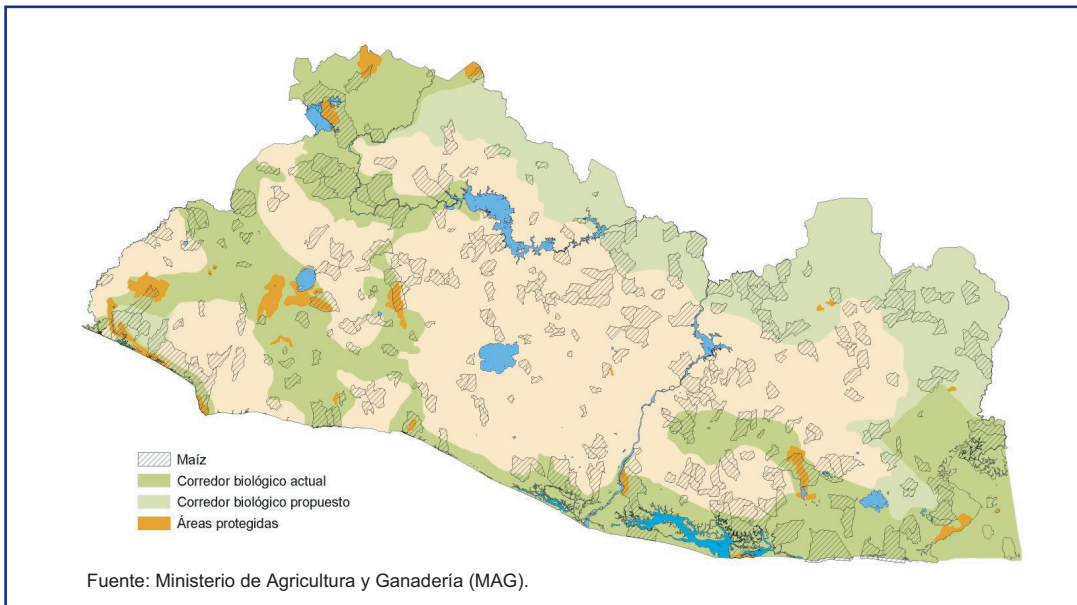 Maíz
Corredor biológico actual
Corredor biológico propuesto
Áreas protegidas
Fuente: Ministerio de Agricultura y Ganadería (MAG).